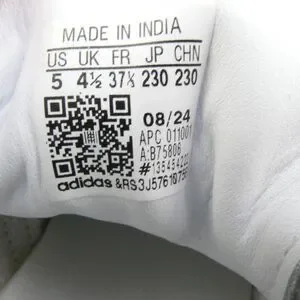 MADE IN INDIA
US UK FR JP CHN
5 4½ 37⅓ 230 230
08/24
APC 011001
A:B75806
adidas